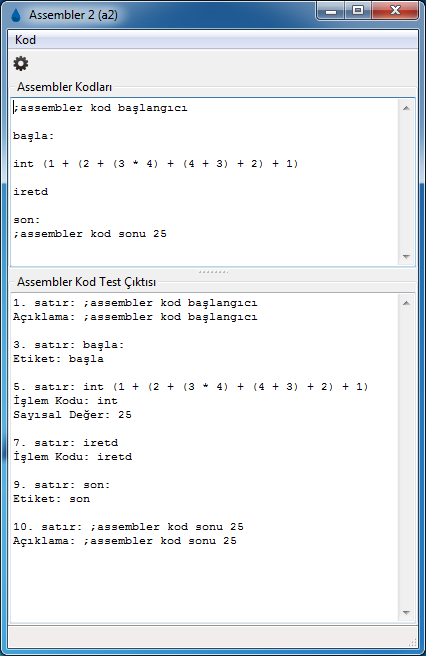 Assembler 2 (a2)
Kod
Assembler Kodları
;assembler kod başlangıcı
başla:
int (1 + (2 + (3 * 4) + (4 + 3) + 2) + 1)
iretd
son:
;assembler kod sonu 25
Assembler Kod Test Çıktısı
1. satır: ;assembler kod başlangıcı
Açıklama: ;assembler kod başlangıcı
3. satır: başla:
Etiket: başla
5. satır: int (1 + (2 + (3 * 4) + (4 + 3) + 2) + 1)
İşlem Kodu: int
Sayısal Değer: 25
7. satır: iretd
İşlem Kodu: iretd
9. satır: son:
Etiket: son
10. satır: ;assembler kod sonu 25
Açıklama: ;assembler kod sonu 25